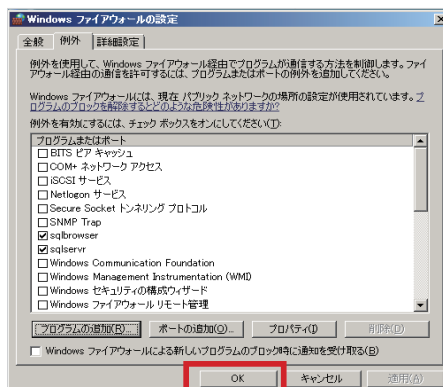 Windows ファイアウォールの設定
全般 例外 詳細設定
例外を使用して、Windows ファイアウォール経由でプログラムが通信する方法を制御します。ファイ
アウォール経由の通信を許可するには、プログラムまたはポートの例外を追加してください。
Windows ファイアウォールには、現在 パブリック ネットワークの場所の設定が使用されています。プ
ログラムのブロックを解除するとどのような危険性がありますか?
例外を有効にするには、チェック ボックスをオンにしてください(T):
プログラムまたはポート
BITS ピア キャッシュ
COM+ ネットワーク アクセス
iSCSI サービス
Netlogon サービス
Secure Socket トンネリング プロトコル
SNMP Trap
sqlbrowser
sqlservr
Windows Communication Foundation
Windows Management Instrumentation (WMI)
Windows セキュリティの構成ウィザード
Windows ファイアウォール リモート管理
プログラムの追加(R)... ポートの追加(O)... プロパティ(I) 削除(D)
Windows ファイアウォールによる新しいプログラムのブロック時に通知を受け取る(B)
OK キャンセル 適用(A)